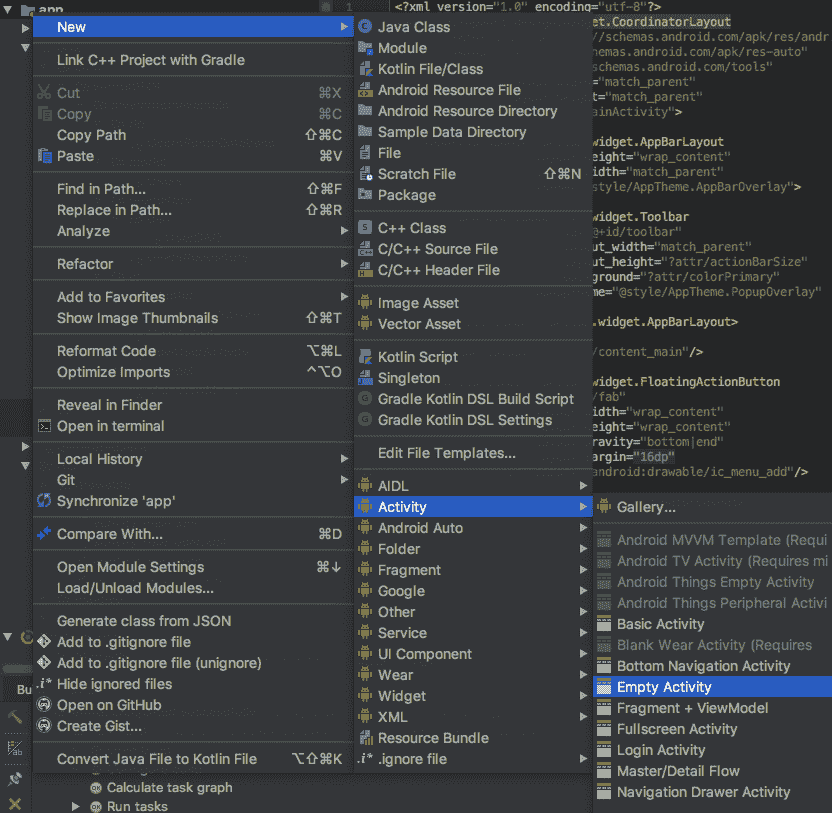 app
New
Link C++ Project with Gradle
Cut ⌘X
Copy ⌘C
Copy Path ⇧⌘C
Paste ⌘V
Find in Path... ⇧⌘F
Replace in Path... ⇧⌘R
Analyze
Refactor
Add to Favorites
Show Image Thumbnails ⇧⌘T
Reformat Code ⌥⌘L
Optimize Imports ^⌥O
Reveal in Finder
Open in terminal
Local History
Git
Synchronize 'app'
Compare With... ⌘D
Open Module Settings ⌘↓
Load/Unload Modules...
Generate class from JSON
Add to .gitignore file
Add to .gitignore file (unignore)
Hide ignored files
Open on GitHub
Create Gist...
Convert Java File to Kotlin File ⌥⇧⌘K
Java Class
Module
Kotlin File/Class
Android Resource File
Android Resource Directory
Sample Data Directory
File
Scratch File ⇧⌘N
Package
C++ Class
C/C++ Source File
C/C++ Header File
Image Asset
Vector Asset
Kotlin Script
Singleton
Gradle Kotlin DSL Build Script
Gradle Kotlin DSL Settings
Edit File Templates...
AIDL
Activity
Android Auto
Folder
Fragment
Google
Other
Service
UI Component
Wear
Widget
XML
Resource Bundle
.ignore file
Gallery...
Android MVVM Template (Requi
Android TV Activity (Requires mi
Android Things Empty Activity
Android Things Peripheral Activi
Basic Activity
Blank Wear Activity (Requires
Bottom Navigation Activity
Empty Activity
Fragment + ViewModel
Fullscreen Activity
Login Activity
Master/Detail Flow
Navigation Drawer Activity
1 <?xml version="1.0" encoding="utf-8"?>
et.CoordinatorLayout
//schemas.android.com/apk/res/andr
.android.com/apk/res-auto"
schemas.android.com/tools"
"match_parent"
t="match_parent"
ainActivity">
widget.AppBarLayout
eight="wrap_content"
width="match_parent"
style/AppTheme.AppBarOverlay">
widget.Toolbar
@+id/toolbar"
ut_width="match_parent"
ut_height="?attr/actionBarSize"
ground="?attr/colorPrimary"
me="@style/AppTheme.PopupOverlay"
.widget.AppBarLayout>
/content_main"/>
widget.FloatingActionButton
/fab"
idth="wrap_content"
eight="wrap_content"
ravity="bottom|end"
argin="16dp"
android:drawable/ic_menu_add"/>
Bu
Calculate task graph
Run tasks